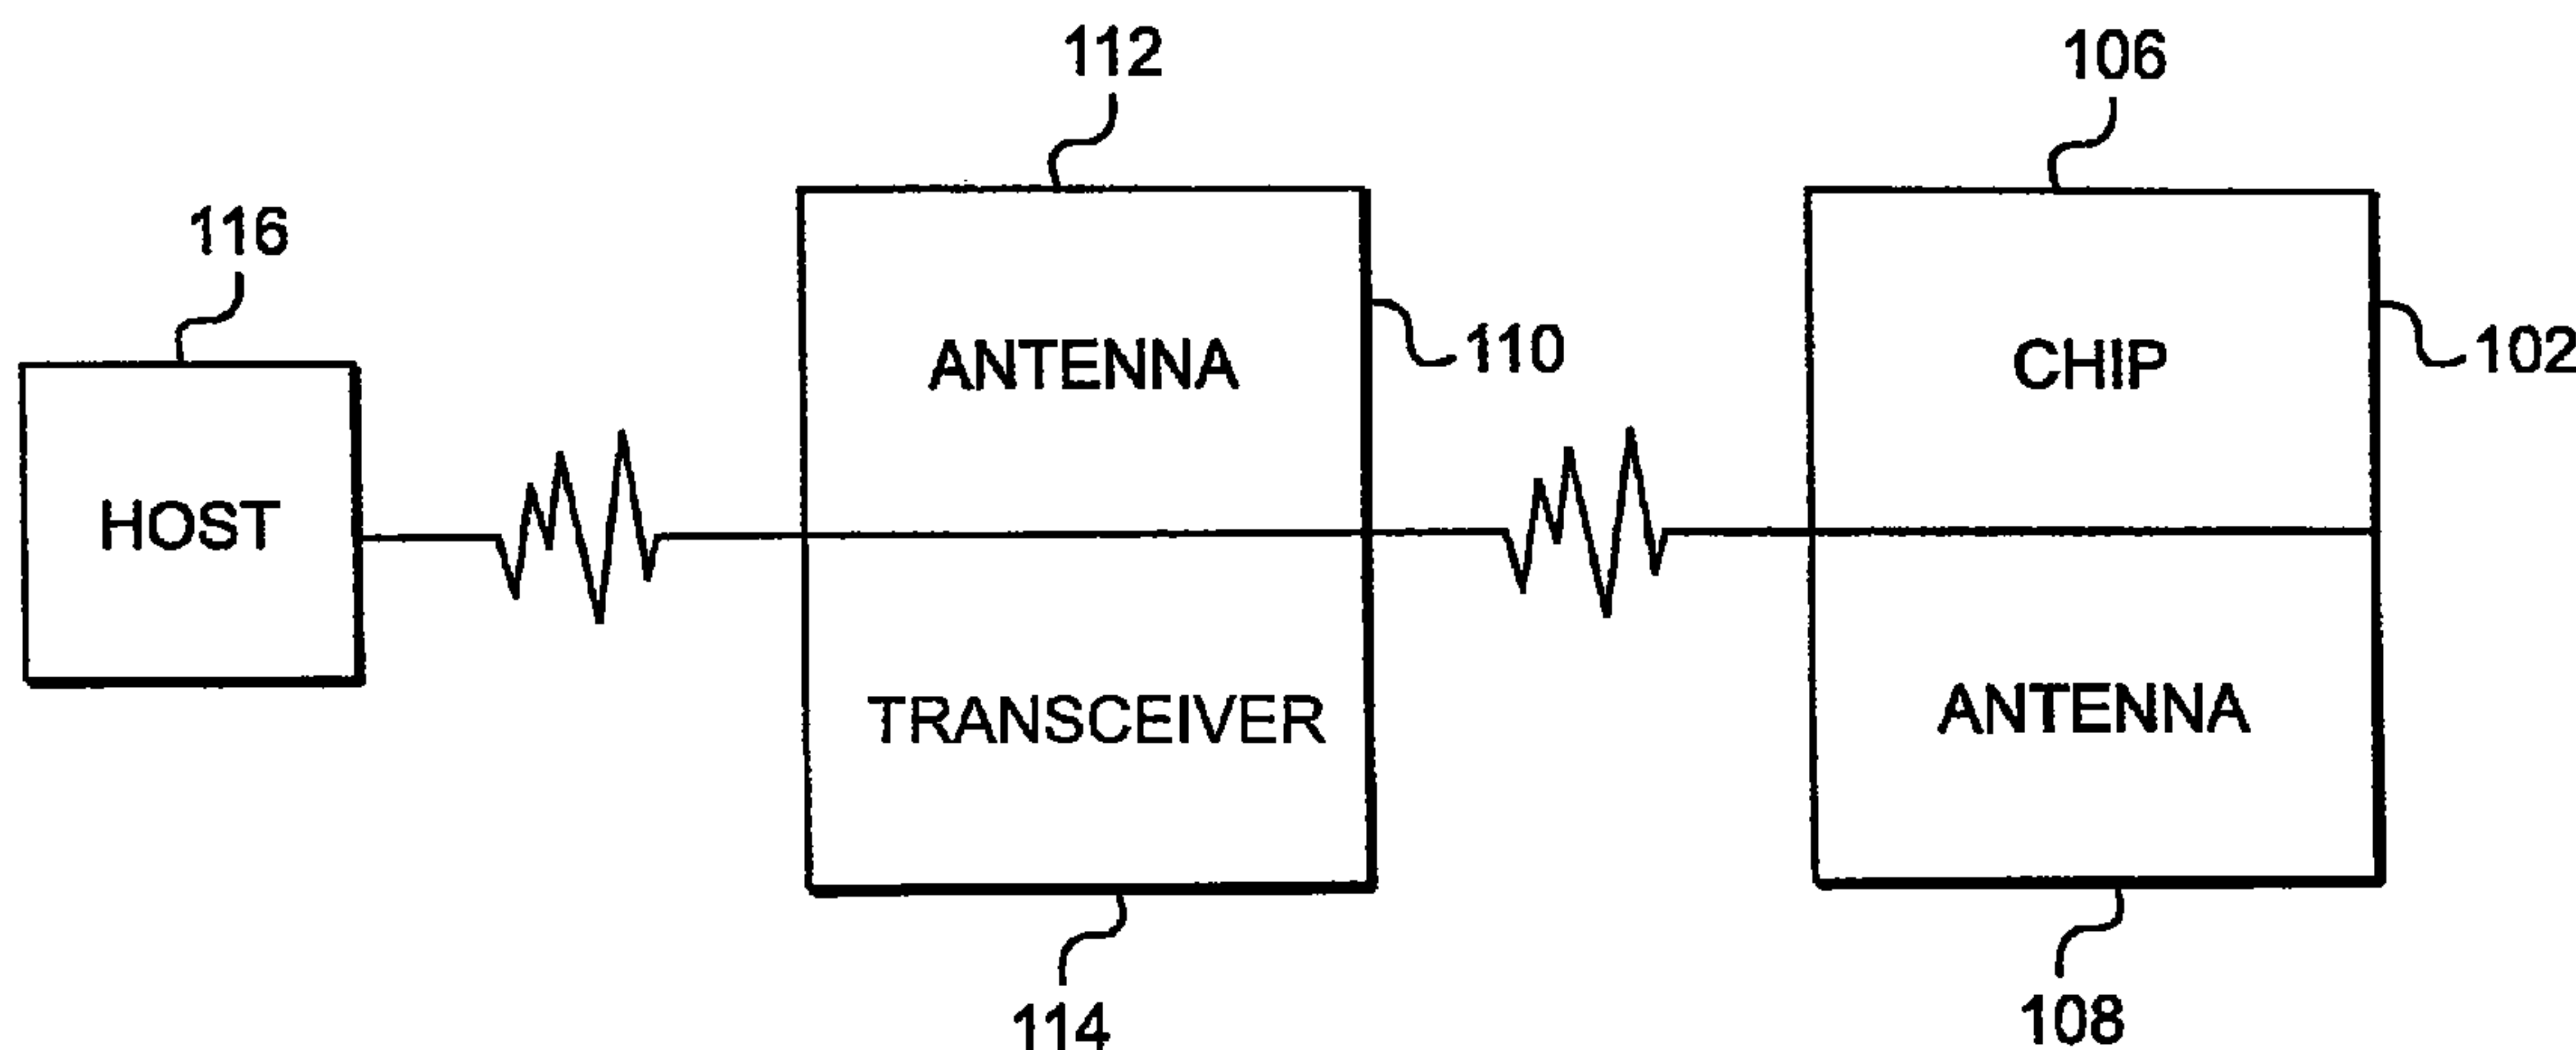 112
106
116
110
102
ANTENNA
CHIP
HOST
TRANSCEIVER
ANTENNA
114
108